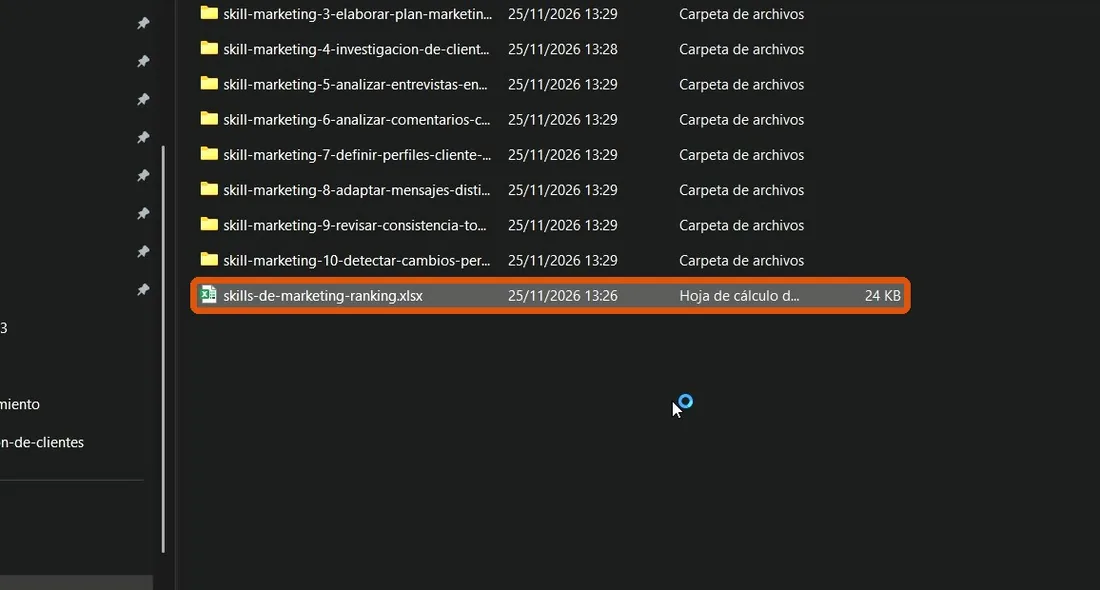 skill-marketing-3-elaborar-plan-marketin... 25/11/2026 13:29 Carpeta de archivos
skill-marketing-4-investigacion-de-client... 25/11/2026 13:28 Carpeta de archivos
skill-marketing-5-analizar-entrevistas-en... 25/11/2026 13:29 Carpeta de archivos
skill-marketing-6-analizar-comentarios-c... 25/11/2026 13:29 Carpeta de archivos
skill-marketing-7-definir-perfiles-cliente-... 25/11/2026 13:29 Carpeta de archivos
skill-marketing-8-adaptar-mensajes-disti... 25/11/2026 13:29 Carpeta de archivos
skill-marketing-9-revisar-consistencia-to... 25/11/2026 13:29 Carpeta de archivos
skill-marketing-10-detectar-cambios-per... 25/11/2026 13:29 Carpeta de archivos
skills-de-marketing-ranking.xlsx 25/11/2026 13:26 Hoja de cálculo d... 24 KB
3
miento
n-de-clientes